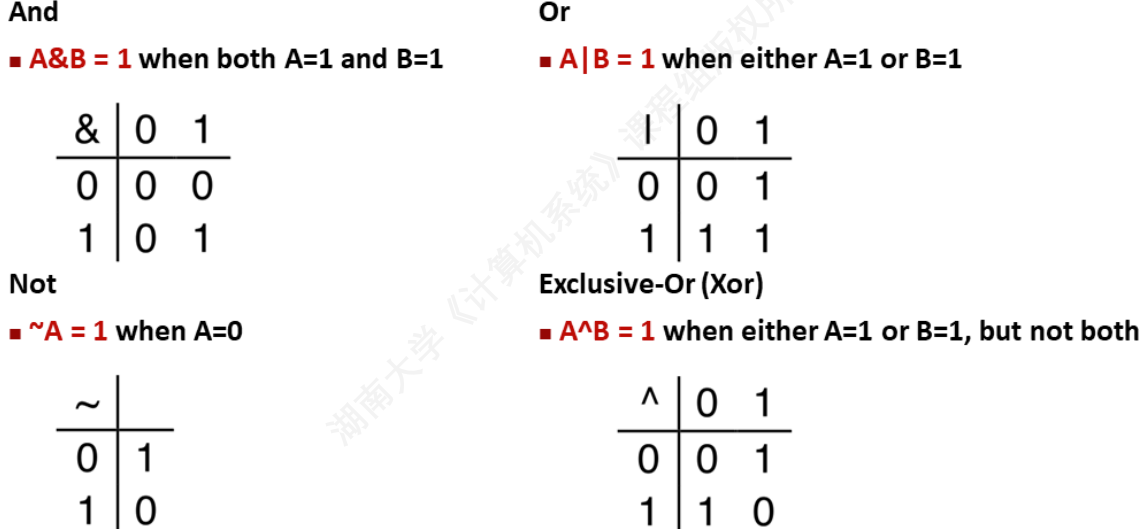 And
▪ A&B = 1 when both A=1 and B=1
& 0 1
0 0 0
1 0 1
Or
▪ A|B = 1 when either A=1 or B=1
| 0 1
0 0 1
1 1 1
Not
▪ ~A = 1 when A=0
~
0 1
1 0
Exclusive-Or (Xor)
▪ A^B = 1 when either A=1 or B=1, but not both
^ 0 1
0 0 1
1 1 0
湖南大学《计算机系统》课程组版权所